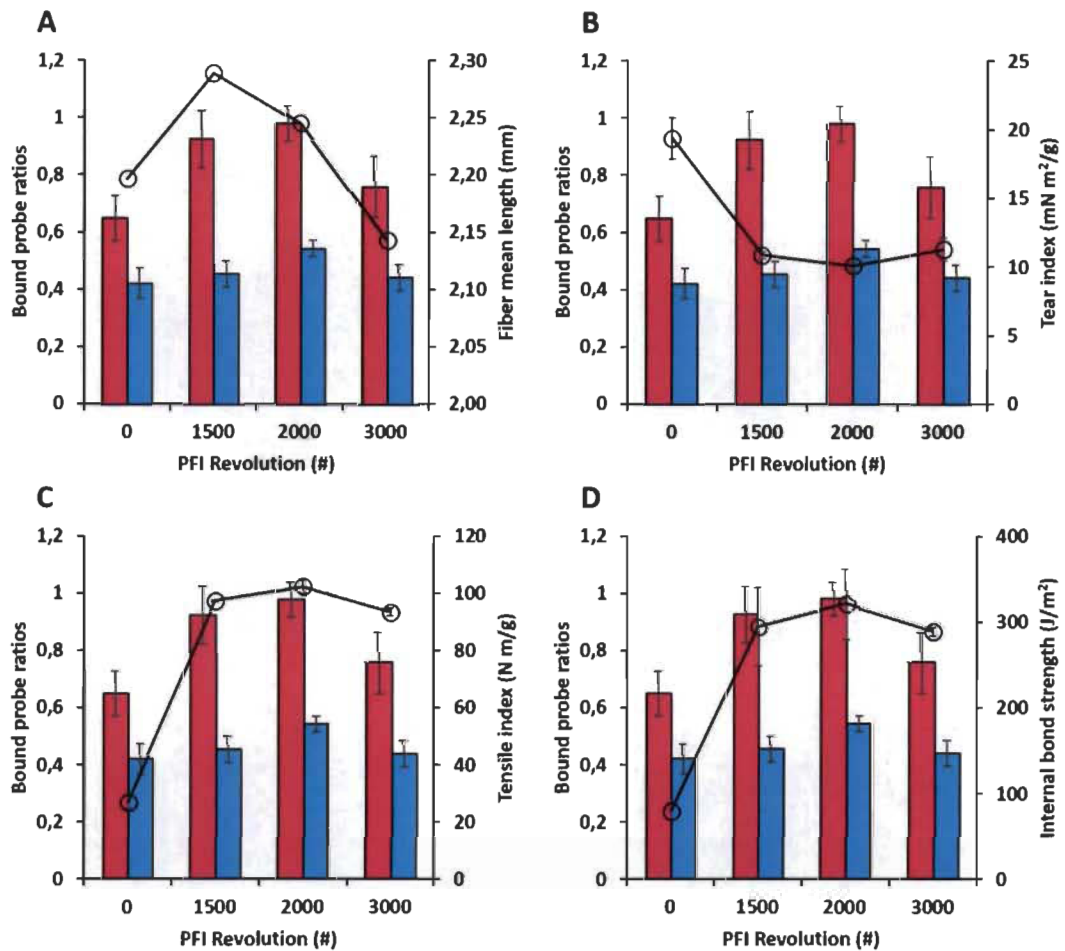 A
Bound probe ratios
1,2
1
0,8
0,6
0,4
0,2
0
2,30
2,25
2,20
2,15
2,10
2,05
2,00
Fiber mean length (mm)
0 1500 2000 3000
PFI Revolution (#)
B
Bound probe ratios
1,2
1
0,8
0,6
0,4
0,2
0
25
20
15
10
5
0
Tear index (mN m²/g)
0 1500 2000 3000
PFI Revolution (#)
C
Bound probe ratios
1,2
1
0,8
0,6
0,4
0,2
0
120
100
80
60
40
20
0
Tensile index (N m/g)
0 1500 2000 3000
PFI Revolution (#)
D
Bound probe ratios
1,2
1
0,8
0,6
0,4
0,2
0
400
300
200
100
0
Internal bond strength (J/m²)
0 1500 2000 3000
PFI Revolution (#)